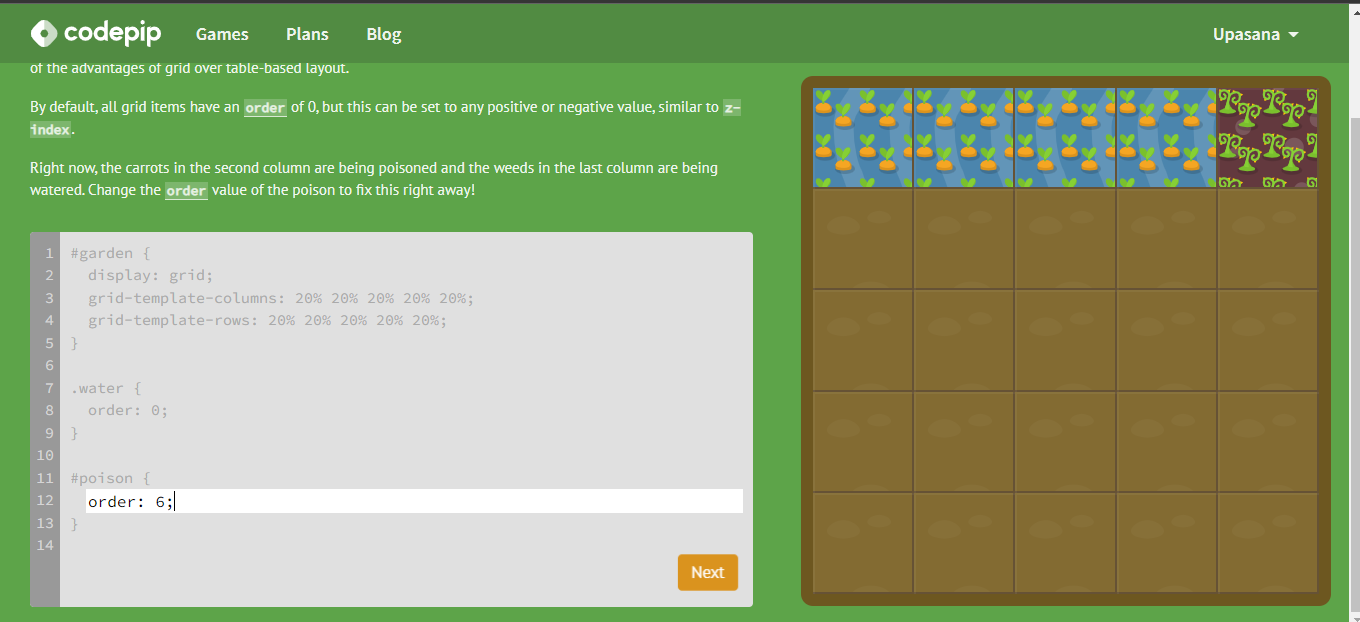 codepip Games Plans Blog Upasana
of the advantages of grid over table-based layout.
By default, all grid items have an order of 0, but this can be set to any positive or negative value, similar to z-
index.
Right now, the carrots in the second column are being poisoned and the weeds in the last column are being
watered. Change the order value of the poison to fix this right away!
1 #garden {
2 display: grid;
3 grid-template-columns: 20% 20% 20% 20% 20%;
4 grid-template-rows: 20% 20% 20% 20% 20%;
5 }
6
7 .water {
8 order: 0;
9 }
10
11 #poison {
12 order: 6;
13 }
14
Next